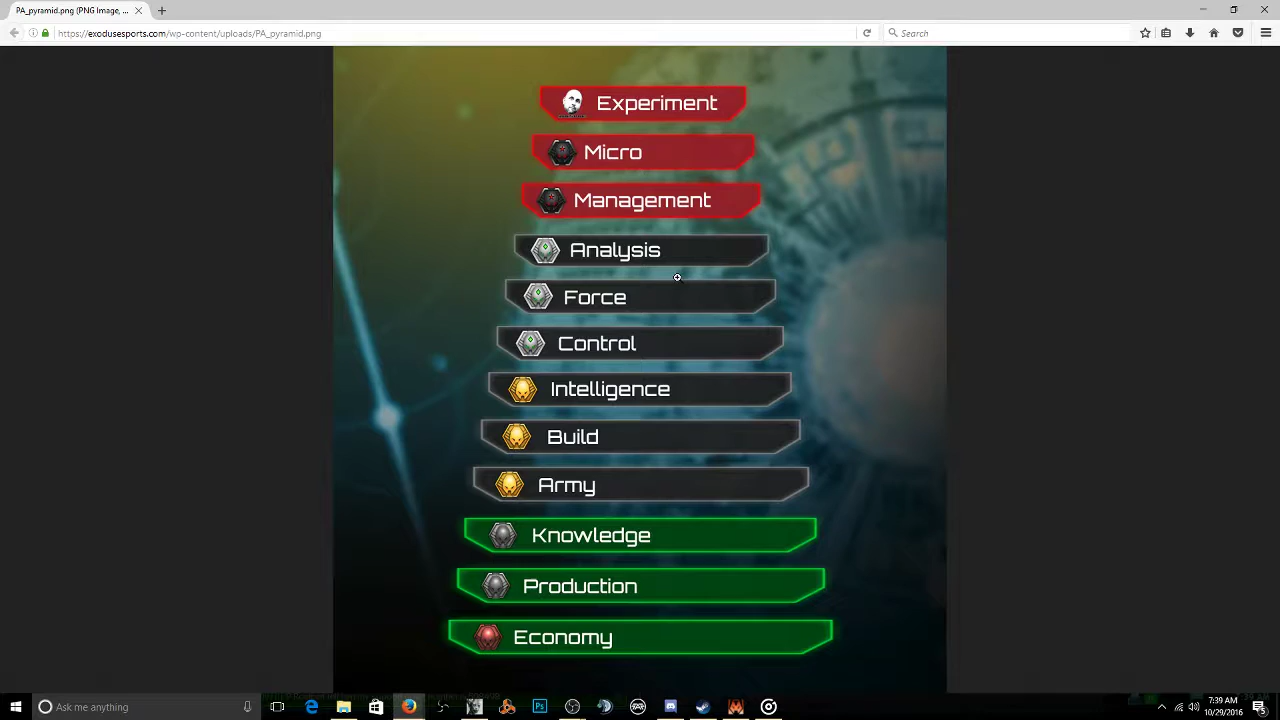 PA_pyramid.png (PNG Image, ...
https://exodusesports.com/wp-content/uploads/PA_pyramid.png
Search
Experiment
Micro
Management
Analysis
Force
Control
Intelligence
Build
Army
Knowledge
Production
Economy
Ask me anything
7:39 AM
10/29/2016